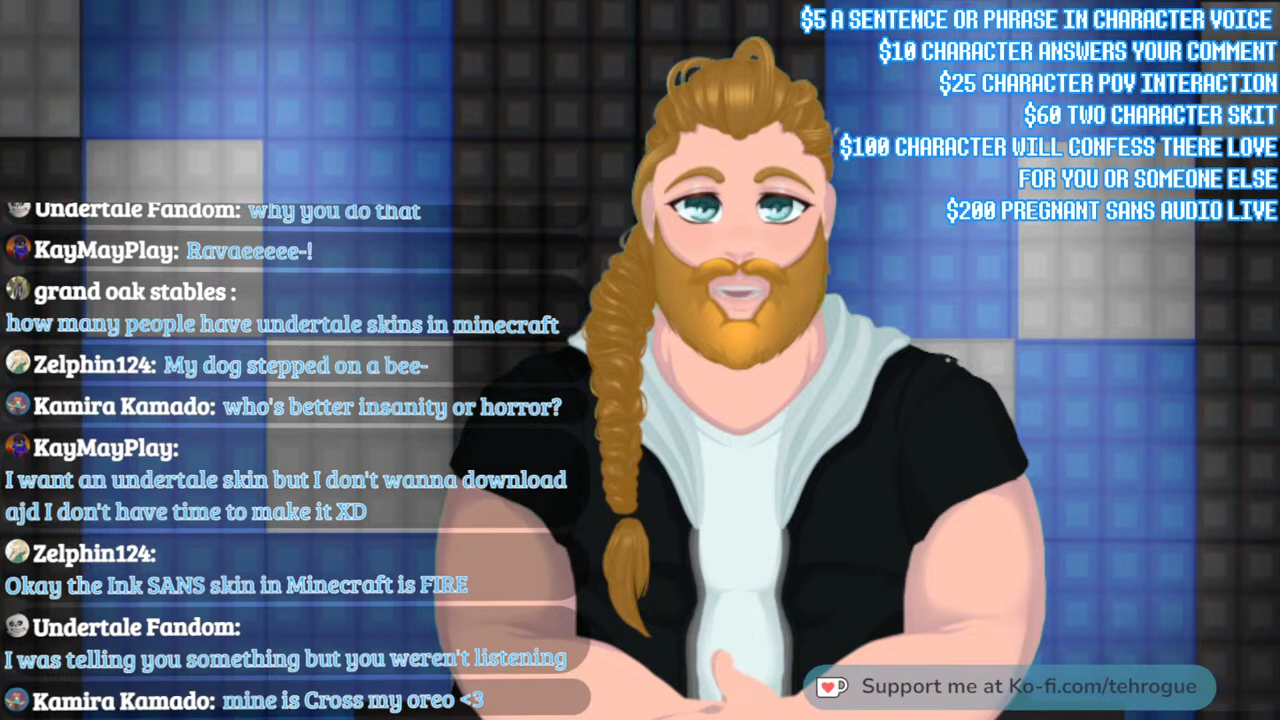 $5 A SENTENCE OR PHRASE IN CHARACTER VOICE
$10 CHARACTER ANSWERS YOUR COMMENT
$25 CHARACTER POV INTERACTION
$60 TWO CHARACTER SKIT
$100 CHARACTER WILL CONFESS THERE LOVE
FOR YOU OR SOMEONE ELSE
$200 PREGNANT SANS AUDIO LIVE
Undertale Fandom: why you do that
KayMayPlay: Ravaeeeee-!
grand oak stables :
how many people have undertale skins in minecraft
Zelphin124: My dog stepped on a bee-
Kamira Kamado: who's better insanity or horror?
KayMayPlay:
I want an undertale skin but I don't wanna download
ajd I don't have time to make it XD
Zelphin124:
Okay the Ink SANS skin in Minecraft is FIRE
Undertale Fandom:
I was telling you something but you weren't listening
Kamira Kamado: mine is Cross my oreo <3
Support me at Ko-fi.com/tehrogue